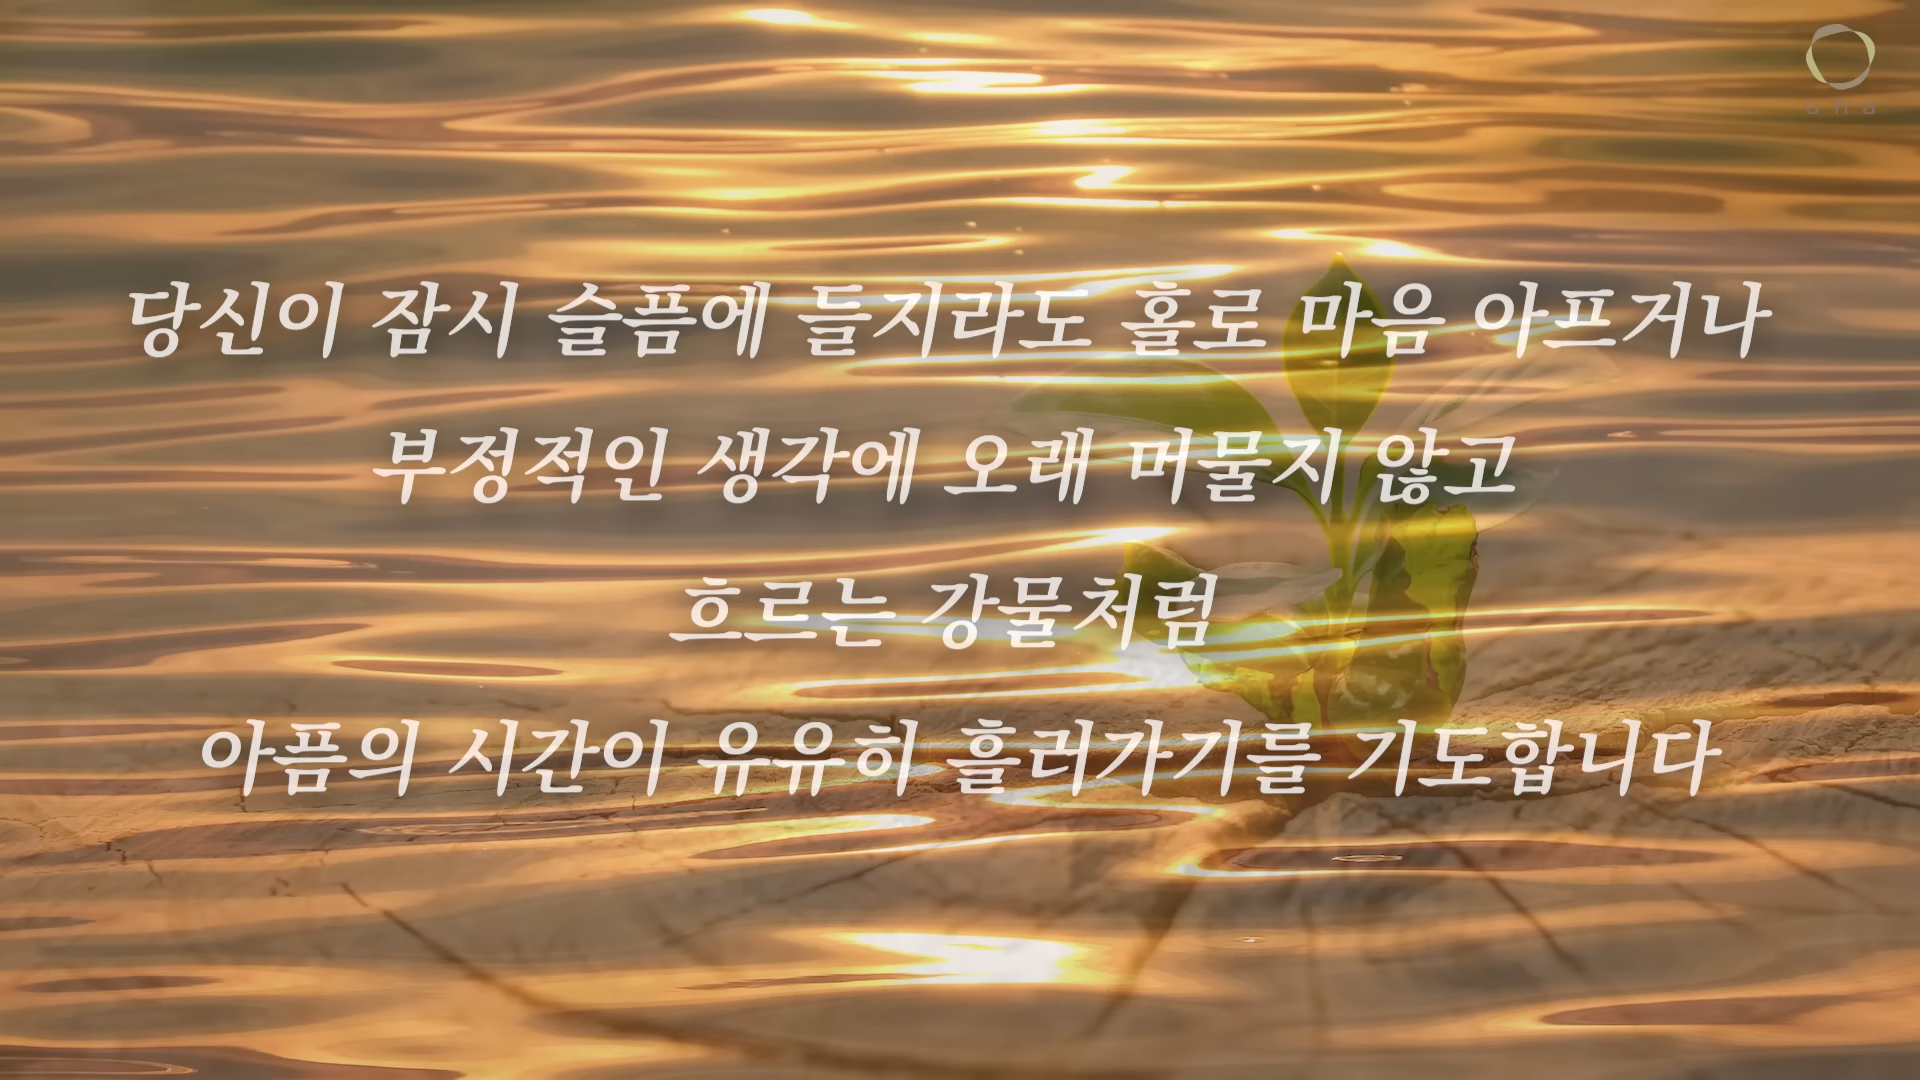 una
당신이 잠시 슬픔에 들지라도 홀로 마음 아프거나
부정적인 생각에 오래 머물지 않고
흐르는 강물처럼
아픔의 시간이 유유히 흘러가기를 기도합니다